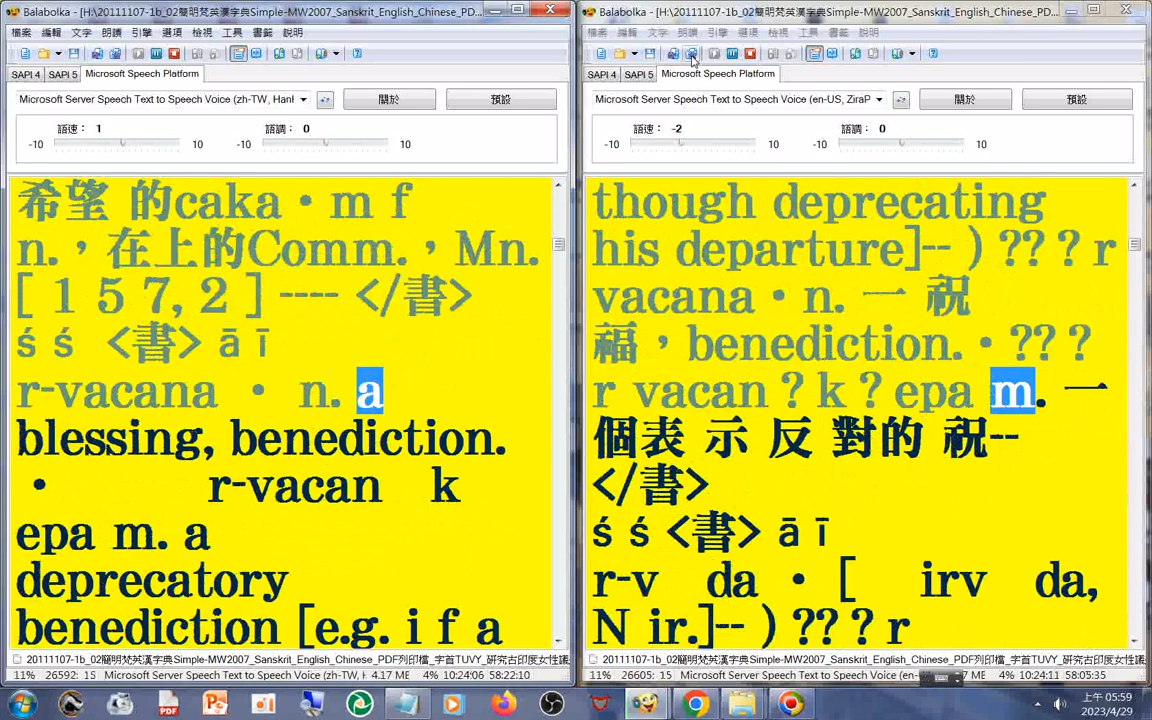 Balabolka - [H:\20111107-1b_02簡明梵英漢字典Simple-MW2007_Sanskrit_English_Chinese_PD...
檔案 編輯 文字 朗讀 引擎 選項 檢視 工具 書籤 說明
SAPI 4 SAPI 5 Microsoft Speech Platform
Microsoft Server Speech Text to Speech Voice (zh-TW, Hanl
關於
預設
語速： 1
語調： 0
-10 10 -10 10
希望 的caka・m f
n.，在上的Comm.，Mn.
[ 1 5 7, 2 ] ---- </書>
ś ś <書> ā ī
r-vacana • n. a
blessing, benediction.
• r-vacan k
epa m. a
deprecatory
benediction [e.g. i f a
20111107-1b_02簡明梵英漢字典Simple-MW2007_Sanskrit_English_Chinese_PDF列印檔_字首TUVY_研究古印度女性議
11% 26592: 15 Microsoft Server Speech Text to Speech Voice (zh-TW, H 4.17 ME 4% 10:24:06 58:22:10
Balabolka - [H:\20111107-1b_02簡明梵英漢字典Simple-MW2007_Sanskrit_English_Chinese_PD...
檔案 編輯 文字 朗讀 引擎 選項 檢視 工具 書籤 說明
SAPI 4 SAPI 5 Microsoft Speech Platform
Microsoft Server Speech Text to Speech Voice (en-US, ZiraP
關於
預設
語速： -2
語調： 0
-10 10 -10 10
though deprecating
his departure]-- ) ?? ? r
vacana・n. 一 祝
福，benediction.・?? ?
r vacan ? k ? epa m. 一
個表 示 反 對的 祝--
</書>
ś ś <書> ā ī
r-v da • [ irv da,
N ir.]-- ) ?? ? r
20111107-1b_02簡明梵英漢字典Simple-MW2007_Sanskrit_English_Chinese_PDF列印檔_字首TUVY_研究古印度女性議
11% 26605: 15 Microsoft Server Speech Text to Speech Voice (en-US, ME 4% 10:24:11 58:05:35
上午 05:59
2023/4/29